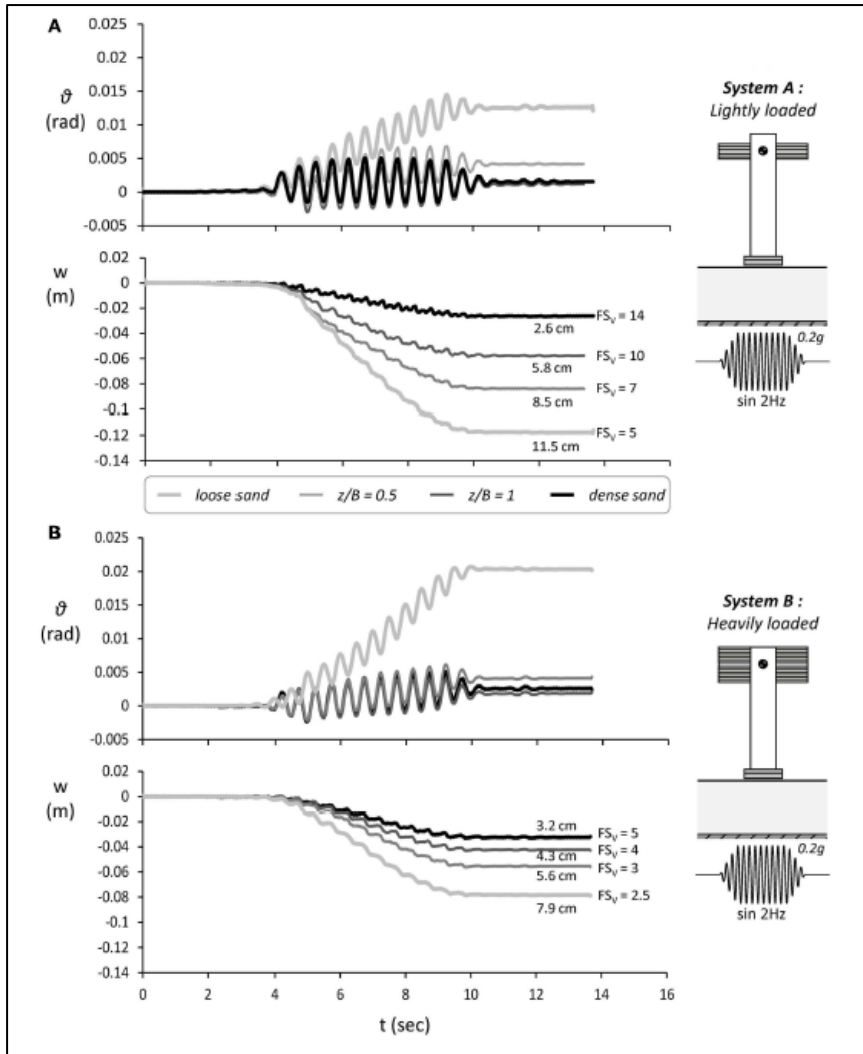 A
0.025
0.02
0.015
0.01
0.005
0
-0.005
ϑ
(rad)
System A :
Lightly loaded
w
(m)
0.02
0
-0.02
-0.04
-0.06
-0.08
-0.1
-0.12
-0.14
2.6 cm
FSV = 14
5.8 cm
FSV = 10
8.5 cm
FSV = 7
11.5 cm
FSV = 5
0.2g
sin 2Hz
loose sand z/B = 0.5 z/B = 1 dense sand
B
0.025
0.02
0.015
0.01
0.005
0
-0.005
ϑ
(rad)
System B :
Heavily loaded
w
(m)
0.02
0
-0.02
-0.04
-0.06
-0.08
-0.1
-0.12
-0.14
3.2 cm
FSV = 5
4.3 cm
FSV = 4
5.6 cm
FSV = 3
7.9 cm
FSV = 2.5
0.2g
sin 2Hz
0 2 4 6 8 10 12 14 16
t (sec)